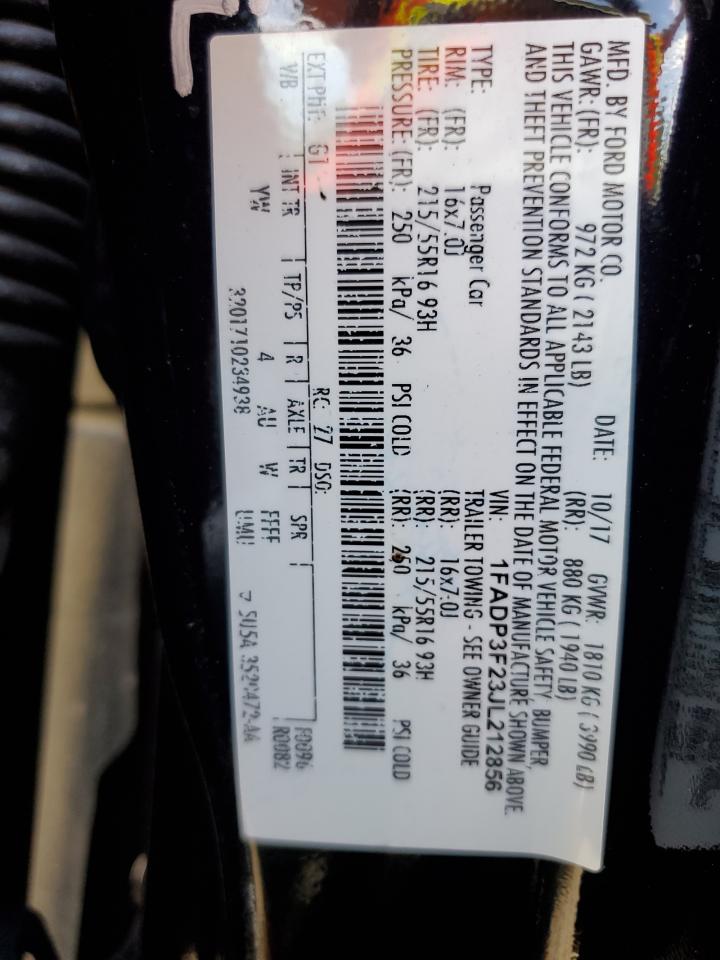 MFD. BY FORD MOTOR CO. DATE: 10/17 GVWR: 1810 KG ( 3990 LB)
GAWR: (FR): 972 KG ( 2143 LB) (RR): 880 KG ( 1940 LB)
THIS VEHICLE CONFORMS TO ALL APPLICABLE FEDERAL MOTOR VEHICLE SAFETY, BUMPER,
AND THEFT PREVENTION STANDARDS IN EFFECT ON THE DATE OF MANUFACTURE SHOWN ABOVE.
VIN: 1FADP3F23JL212856
TYPE: Passenger Car TRAILER TOWING - SEE OWNER GUIDE
RIM: (FR): 16x7.0J (RR): 16x7.0J
TIRE: (FR): 215/55R16 93H (RR): 215/55R16 93H
PRESSURE: (FR): 250 kPa/ 36 PSI COLD (RR): 250 kPa/ 36 PSI COLD
EXT PNT: G1 RC: 27 DSO: F0096
WB INT TR TP/PS R AXLE TR SPR R0082
YW 4 AU W FFFF
3201710234938 UMU